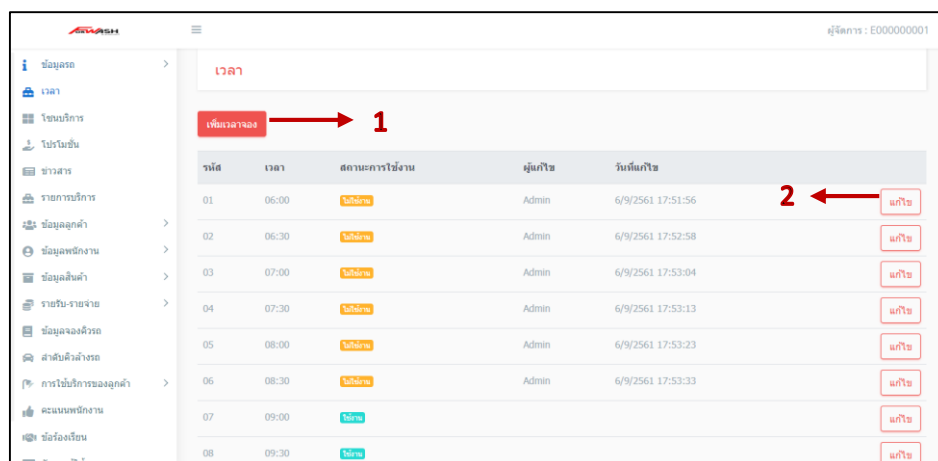 ผู้จัดการ : E000000001
ข้อมูลรถ
เวลา
โซนบริการ
โปรโมชั่น
ข่าวสาร
รายการบริการ
ข้อมูลลูกค้า
ข้อมูลพนักงาน
ข้อมูลสินค้า
รายรับ-รายจ่าย
ข้อมูลจองคิวรถ
ลำดับคิวล้างรถ
การใช้บริการของลูกค้า
คะแนนพนักงาน
ข้อร้องเรียน
เวลา
เพิ่มเวลาจอง 1
รหัส เวลา สถานะการใช้งาน ผู้แก้ไข วันที่แก้ไข
01 06:00 ไม่ใช้งาน Admin 6/9/2561 17:51:56 2 แก้ไข
02 06:30 ไม่ใช้งาน Admin 6/9/2561 17:52:58 แก้ไข
03 07:00 ไม่ใช้งาน Admin 6/9/2561 17:53:04 แก้ไข
04 07:30 ไม่ใช้งาน Admin 6/9/2561 17:53:13 แก้ไข
05 08:00 ไม่ใช้งาน Admin 6/9/2561 17:53:23 แก้ไข
06 08:30 ไม่ใช้งาน Admin 6/9/2561 17:53:33 แก้ไข
07 09:00 ใช้งาน แก้ไข
08 09:30 ใช้งาน แก้ไข